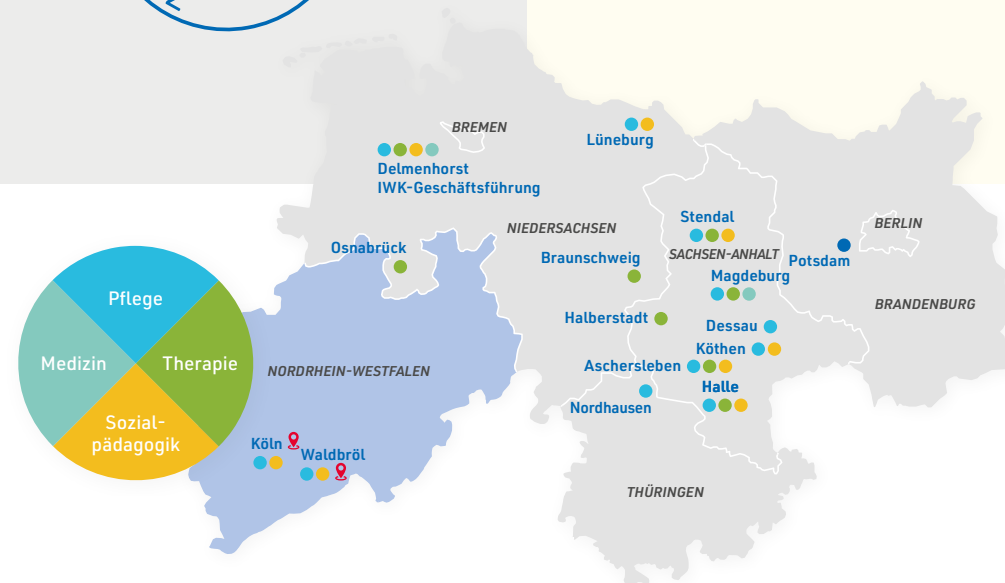 BREMEN
Lüneburg
Delmenhorst
IWK-Geschäftsführung
Stendal
NIEDERSACHSEN
BERLIN
Osnabrück
SACHSEN-ANHALT
Braunschweig
Potsdam
Magdeburg
Pflege
BRANDENBURG
Halberstadt
Dessau
Köthen
Medizin
Therapie
Aschersleben
NORDRHEIN-WESTFALEN
Halle
Nordhausen
Sozial-
pädagogik
Köln
Waldbröl
THÜRINGEN